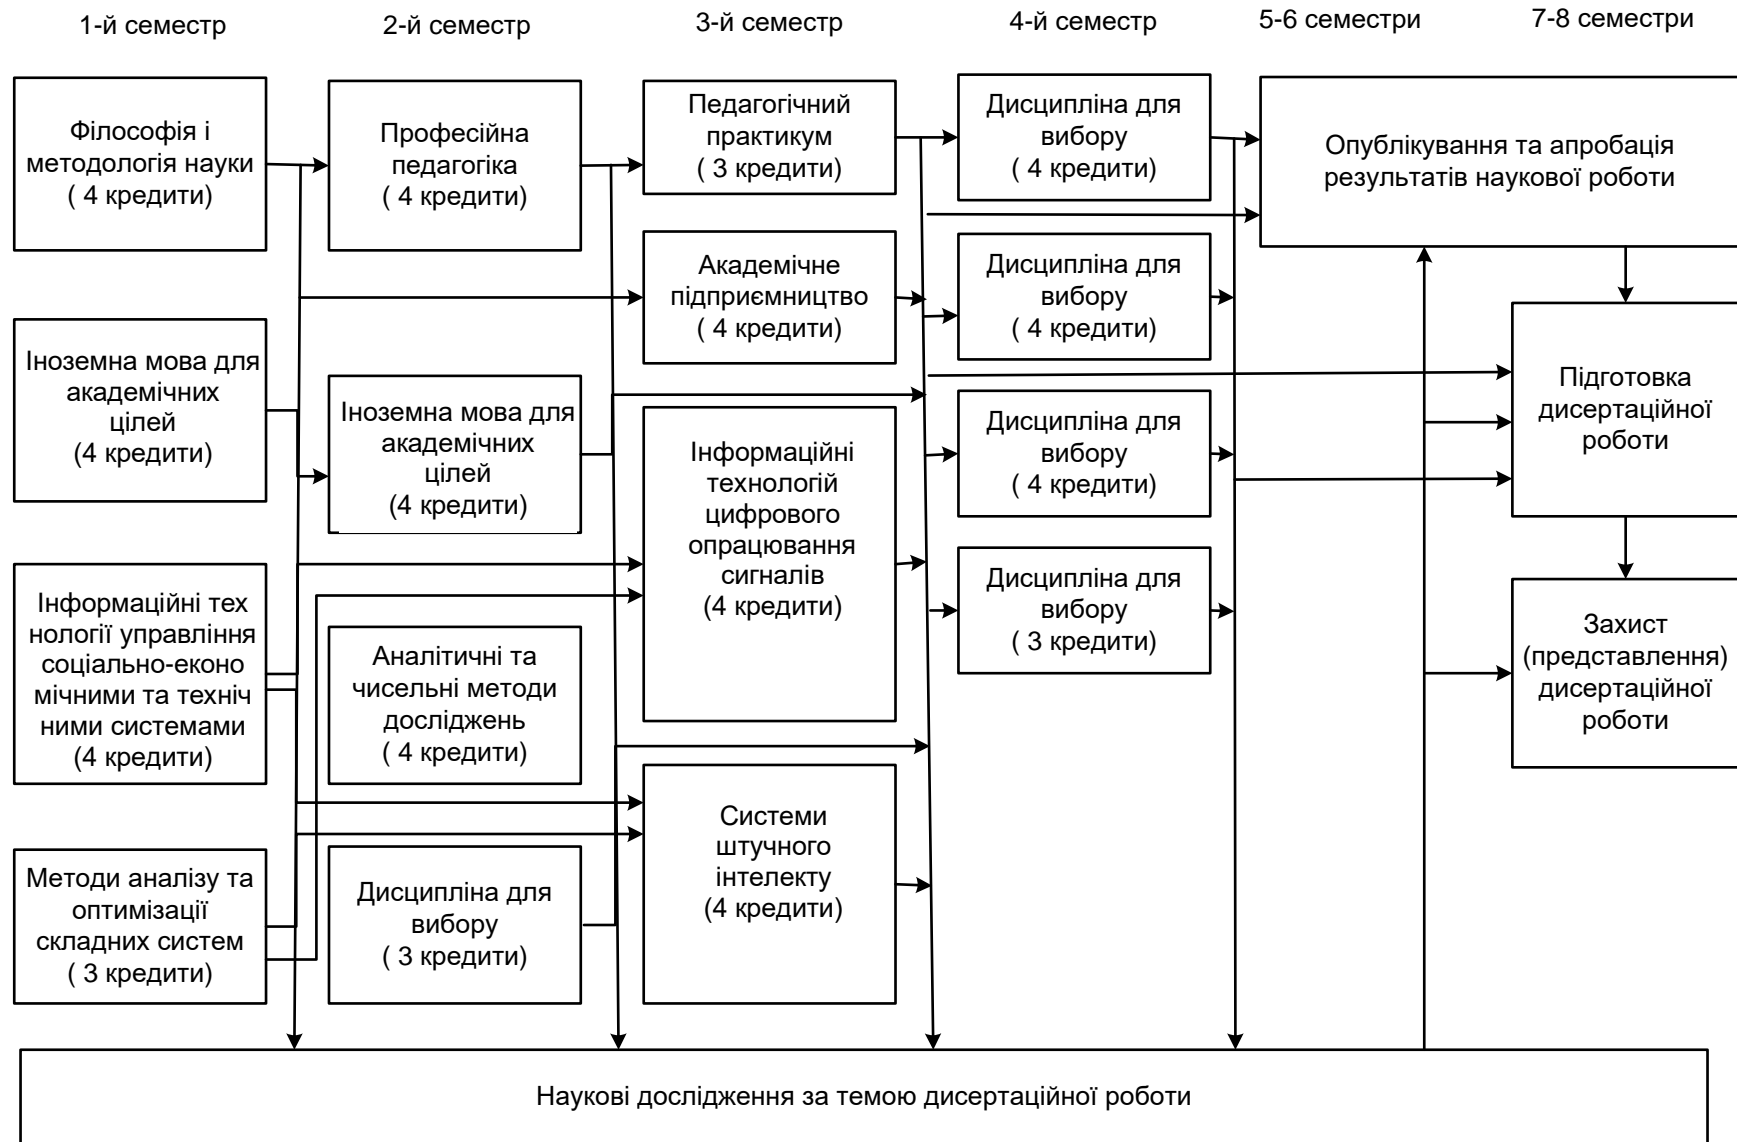 1-й семестр
2-й семестр
3-й семестр
4-й семестр
5-6 семестри
7-8 семестри
Філософія і
методологія науки
( 4 кредити)
Іноземна мова для
академічних
цілей
(4 кредити)
Інформаційні тех
нології управління
соціально-еконо
мічними та техніч
ними системами
(4 кредити)
Методи аналізу та
оптимізації
складних систем
( 3 кредити)
Професійна
педагогіка
( 4 кредити)
Іноземна мова для
академічних
цілей
(4 кредити)
Аналітичні та
чисельні методи
досліджень
( 4 кредити)
Дисципліна для
вибору
( 3 кредити)
Педагогічний
практикум
( 3 кредити)
Академічне
підприємництво
( 4 кредити)
Інформаційні
технологій
цифрового
опрацювання
сигналів
(4 кредити)
Системи
штучного
інтелекту
(4 кредити)
Дисципліна для
вибору
( 4 кредити)
Дисципліна для
вибору
( 4 кредити)
Дисципліна для
вибору
( 4 кредити)
Дисципліна для
вибору
( 3 кредити)
Опублікування та апробація
результатів наукової роботи
Підготовка
дисертаційної
роботи
Захист
(представлення)
дисертаційної
роботи
Наукові дослідження за темою дисертаційної роботи